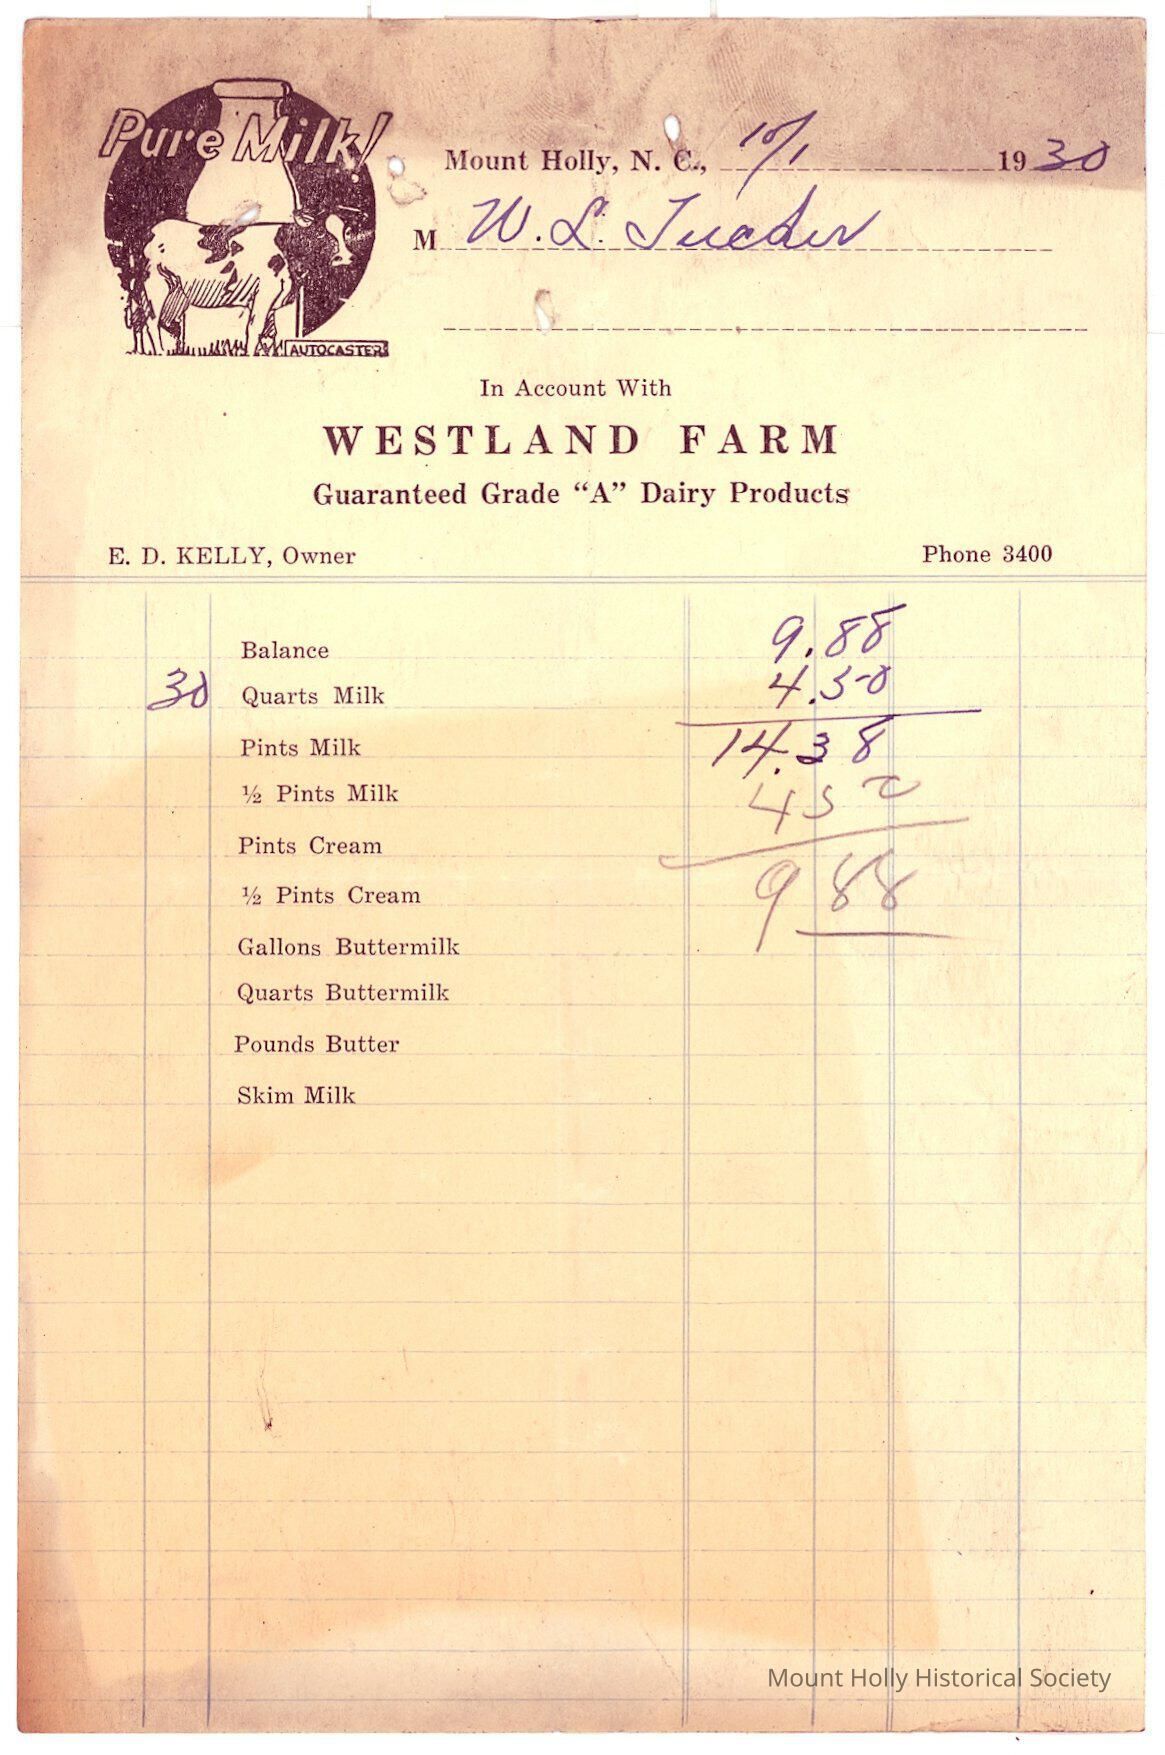 Pure Milk!
AUTOCASTER
Mount Holly, N. C., 10/1 1930
M W. L. Tucker
In Account With
WESTLAND FARM
Guaranteed Grade “A” Dairy Products
E. D. KELLY, Owner Phone 3400
Balance 9.88
30 Quarts Milk 4.50
Pints Milk 14.38
½ Pints Milk 450
Pints Cream
½ Pints Cream 9 88
Gallons Buttermilk
Quarts Buttermilk
Pounds Butter
Skim Milk
Mount Holly Historical Society